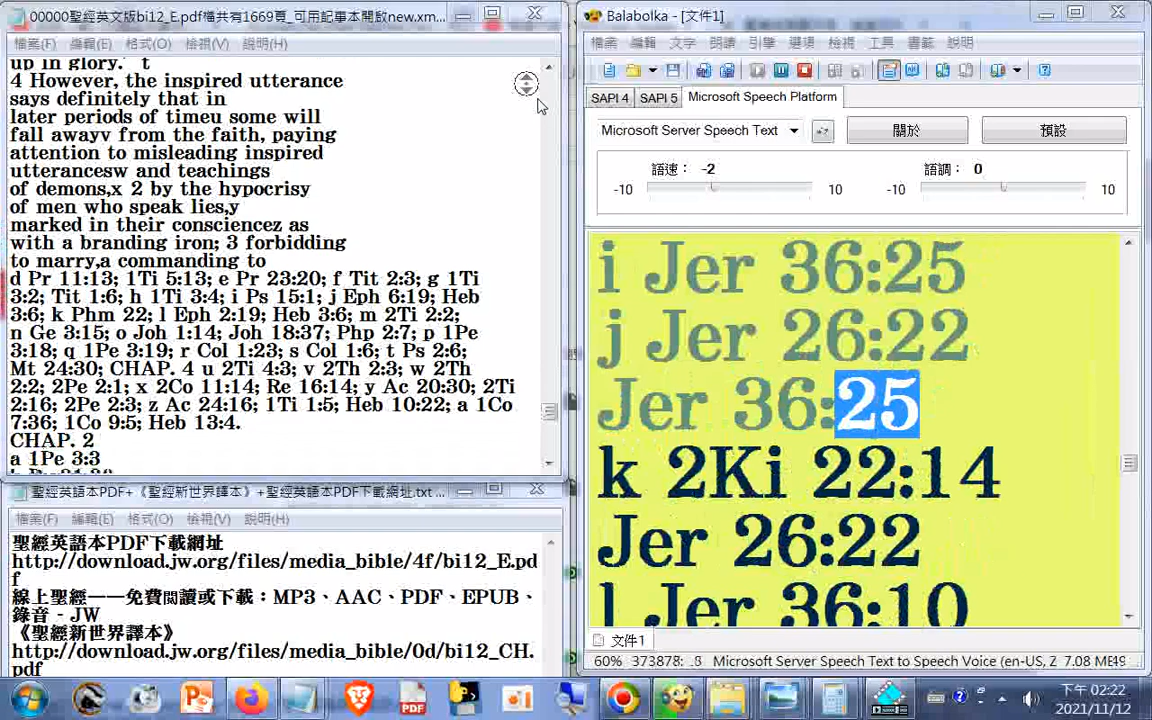 00000聖經英文版bi12_E.pdf檔共有1669頁_可用記事本開啟new.xm...
檔案(F) 編輯(E) 格式(O) 檢視(V) 說明(H)
up in glory." t
4 However, the inspired utterance
says definitely that in
later periods of timeu some will
fall awayv from the faith, paying
attention to misleading inspired
utterancesw and teachings
of demons,x 2 by the hypocrisy
of men who speak lies,y
marked in their consciencez as
with a branding iron; 3 forbidding
to marry,a commanding to
d Pr 11:13; 1Ti 5:13; e Pr 23:20; f Tit 2:3; g 1Ti
3:2; Tit 1:6; h 1Ti 3:4; i Ps 15:1; j Eph 6:19; Heb
3:6; k Phm 22; l Eph 2:19; Heb 3:6; m 2Ti 2:2;
n Ge 3:15; o Joh 1:14; Joh 18:37; Php 2:7; p 1Pe
3:18; q 1Pe 3:19; r Col 1:23; s Col 1:6; t Ps 2:6;
Mt 24:30; CHAP. 4 u 2Ti 4:3; v 2Th 2:3; w 2Th
2:2; 2Pe 2:1; x 2Co 11:14; Re 16:14; y Ac 20:30; 2Ti
2:16; 2Pe 2:3; z Ac 24:16; 1Ti 1:5; Heb 10:22; a 1Co
7:36; 1Co 9:5; Heb 13:4.
CHAP. 2
a 1Pe 3:3
聖經英語本PDF+《聖經新世界譯本》+聖經英語本PDF下載網址.txt ...
檔案(F) 編輯(E) 格式(O) 檢視(V) 說明(H)
聖經英語本PDF下載網址
http://download.jw.org/files/media_bible/4f/bi12_E.pd
f
線上聖經——免費閱讀或下載：MP3、AAC、PDF、EPUB、
錄音 - JW
《聖經新世界譯本》
http://download.jw.org/files/media_bible/0d/bi12_CH.
pdf
Balabolka - [文件1]
檔案 編輯 文字 朗讀 引擎 選項 檢視 工具 書籤 說明
SAPI 4 SAPI 5 Microsoft Speech Platform
Microsoft Server Speech Text 關於 預設
語速： -2 語調： 0
-10 10 -10 10
i Jer 36:25
j Jer 26:22
Jer 36:25
k 2Ki 22:14
Jer 26:22
l Jer 36:10
文件1
60% 373878: Microsoft Server Speech Text to Speech Voice (en-US, Z 7.08 ME
下午 02:22
2021/11/12